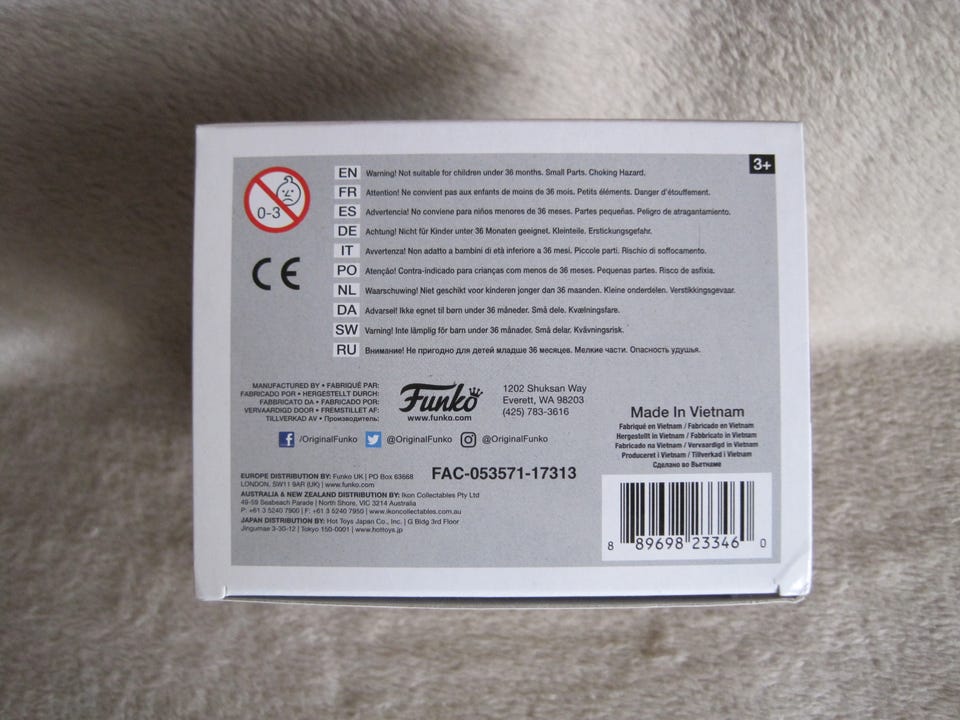 3+
0-3
CE
EN Warning! Not suitable for children under 36 months. Small Parts. Choking Hazard.
FR Attention! Ne convient pas aux enfants de moins de 36 mois. Petits éléments. Danger d'étouffement.
ES Advertencia! No conviene para niños menores de 36 meses. Partes pequeñas. Peligro de atragantamiento.
DE Achtung! Nicht für Kinder unter 36 Monaten geeignet. Kleinteile. Erstickungsgefahr.
IT Avvertenza! Non adatto a bambini di età inferiore a 36 mesi. Piccole parti. Rischio di soffocamento.
PO Atenção! Contra-indicado para crianças com menos de 36 meses. Pequenas partes. Risco de asfixia.
NL Waarschuwing! Niet geschikt voor kinderen jonger dan 36 maanden. Kleine onderdelen. Verstikkingsgevaar.
DA Advarsel! Ikke egnet til børn under 36 måneder. Små dele. Kvælningsfare.
SW Varning! Inte lämplig för barn under 36 månader. Små delar. Kvävningsrisk.
RU Внимание! Не пригодно для детей младше 36 месяцев. Мелкие части. Опасность удушья.
MANUFACTURED BY • FABRIQUÉ PAR:
FABRICADO POR • HERGESTELLT DURCH:
FABBRICATO DA • FABRICADO POR:
VERVAARDIGD DOOR • FREMSTILLET AF:
TILLVERKAD AV • Производитель:
Funko
www.funko.com
1202 Shuksan Way
Everett, WA 98203
(425) 783-3616
/OriginalFunko @OriginalFunko @OriginalFunko
Made In Vietnam
Fabriqué en Vietnam / Fabricado en Vietnam
Hergestellt in Vietnam / Fabbricato in Vietnam
Fabricado na Vietnam / Vervaardigd in Vietnam
Produceret i Vietnam / Tillverkad i Vietnam
Сделано во Вьетнаме
FAC-053571-17313
EUROPE DISTRIBUTION BY: Funko UK | PO Box 63668
LONDON, SW11 9AR (UK) | www.funko.com
AUSTRALIA & NEW ZEALAND DISTRIBUTION BY: Ikon Collectables Pty Ltd
49-59 Seabeach Parade | North Shore, VIC 3214 Australia
P: +61 3 5240 7900 | F: +61 3 5240 7950 | www.ikoncollectables.com.au
JAPAN DISTRIBUTION BY: Hot Toys Japan Co., Inc. | G Bldg 3rd Floor
Jingumae 3-30-12 | Tokyo 150-0001 | www.hottoys.jp
8 89698 23346 0